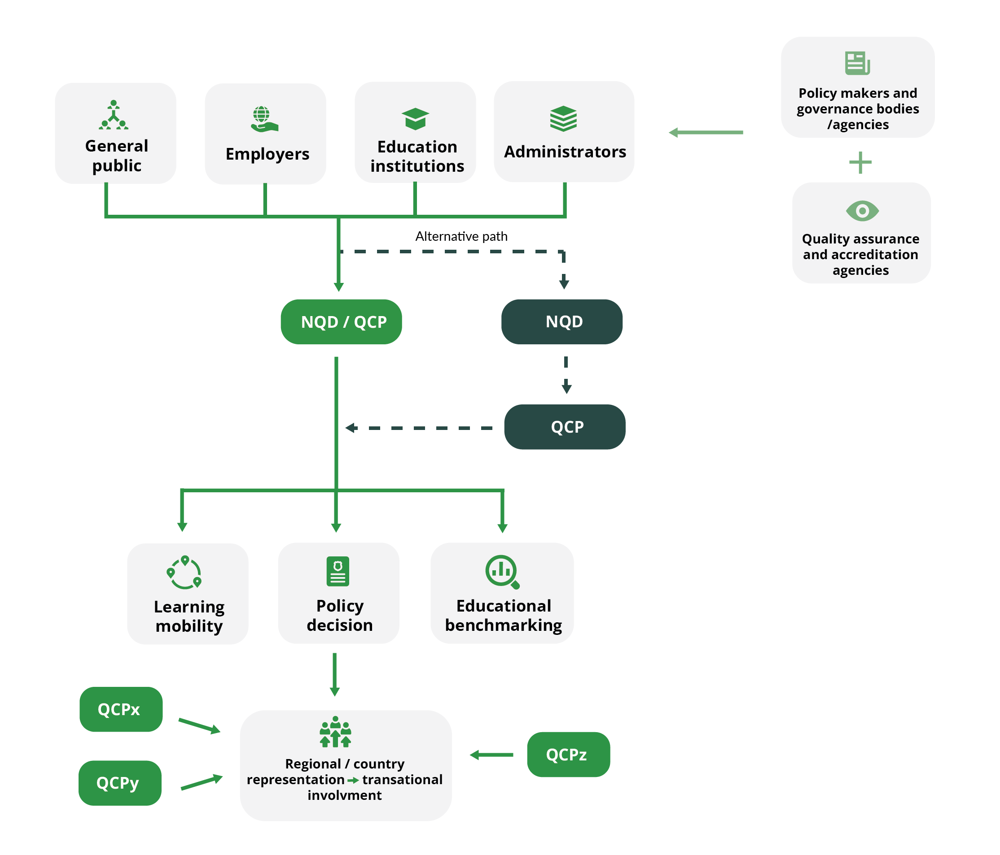 Policy makers and
governance bodies
/agencies
General
public
Employers
Education
institutions
Administrators
Quality assurance
and accreditation
agencies
Alternative path
NQD / QCP
NQD
QCP
Learning
mobility
Policy
decision
Educational
benchmarking
QCPx
QCPy
Regional / country
representation transational
involvment
QCPz